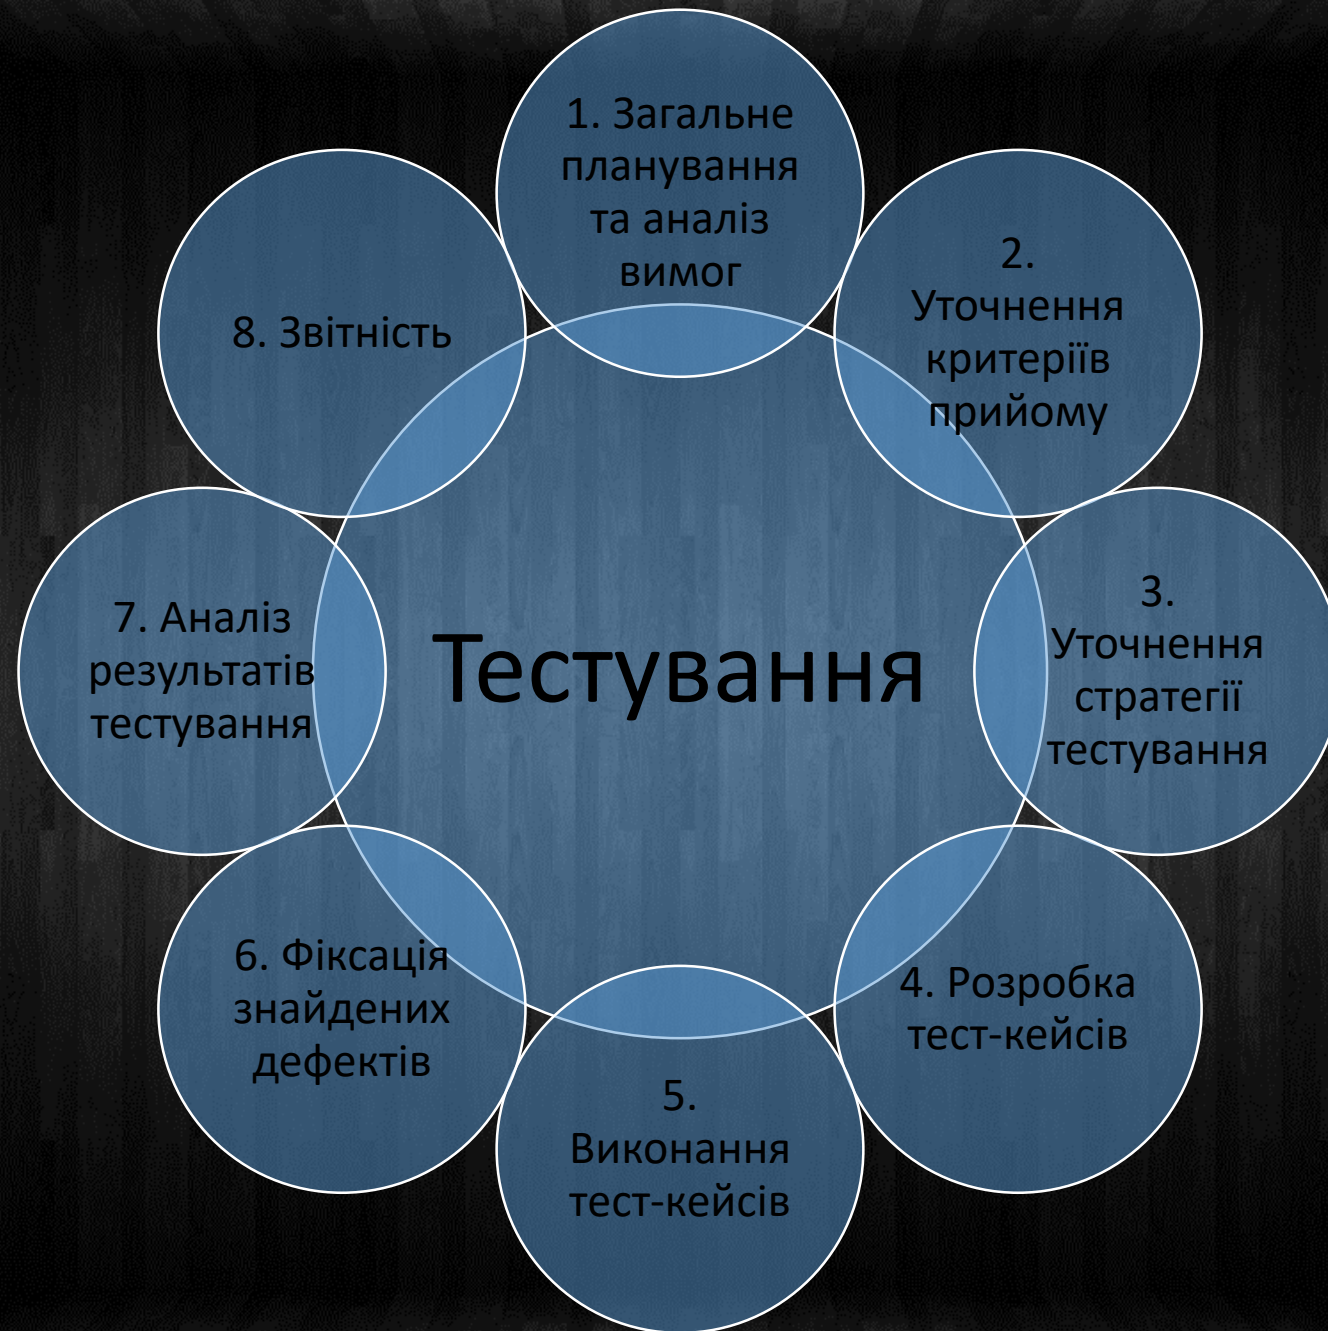 1. Загальне
планування
та аналіз
вимог
2.
Уточнення
критеріїв
прийому
3.
Уточнення
стратегії
тестування
4. Розробка
тест-кейсів
5.
Виконання
тест-кейсів
6. Фіксація
знайдених
дефектів
7. Аналіз
результатів
тестування
8. Звітність
Тестування